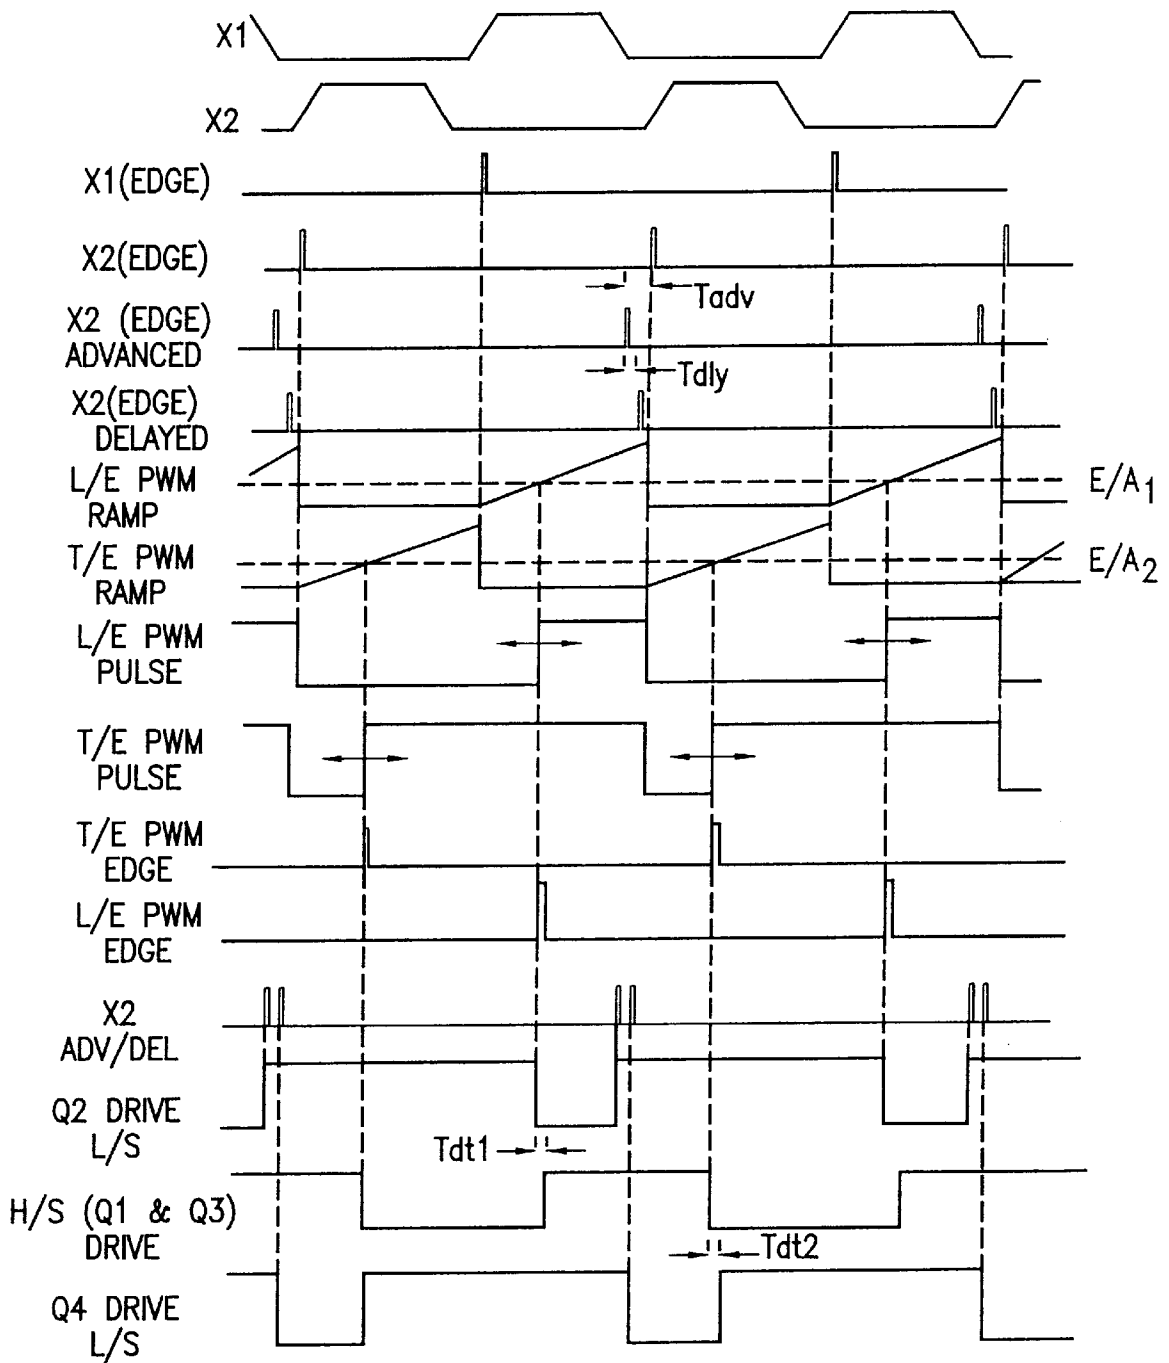 X1
X2
X1(EDGE)
X2(EDGE)
Tadv
X2 (EDGE)
ADVANCED
Tdly
X2(EDGE)
DELAYED
L/E PWM
RAMP
E/A1
T/E PWM
RAMP
E/A2
L/E PWM
PULSE
T/E PWM
PULSE
T/E PWM
EDGE
L/E PWM
EDGE
X2
ADV/DEL
Q2 DRIVE
L/S
Tdt1
H/S (Q1 & Q3)
DRIVE
Tdt2
Q4 DRIVE
L/S